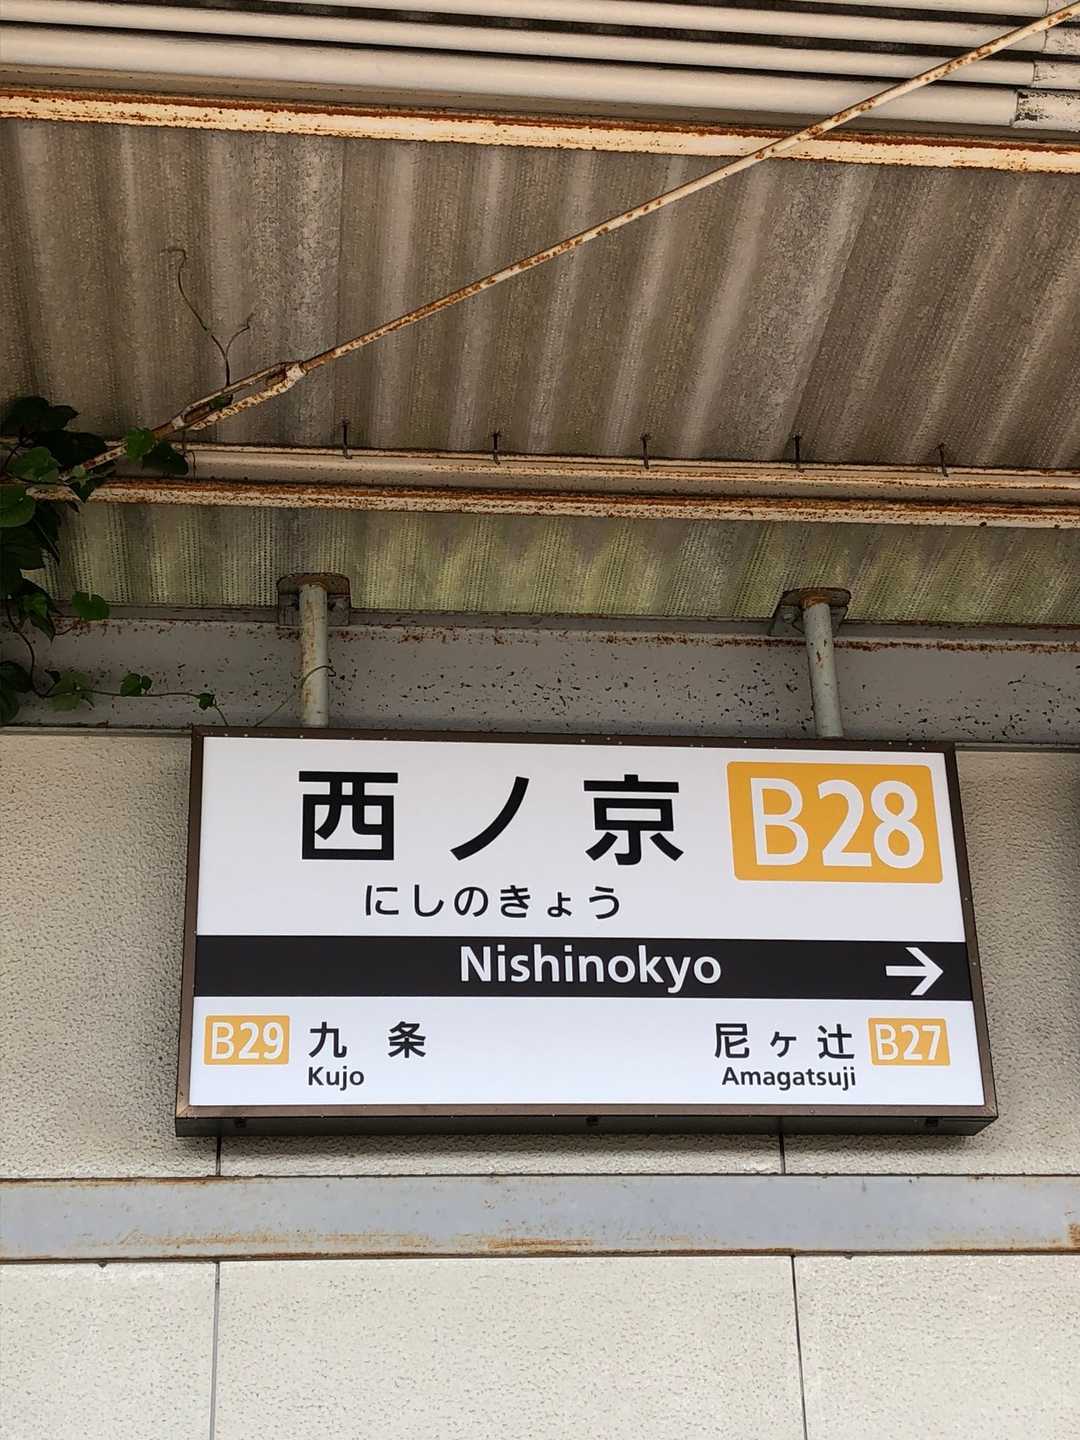 西ノ京 B28
にしのきょう
Nishinokyo →
B29 九条 尼ヶ辻 B27
Kujo Amagatsuji